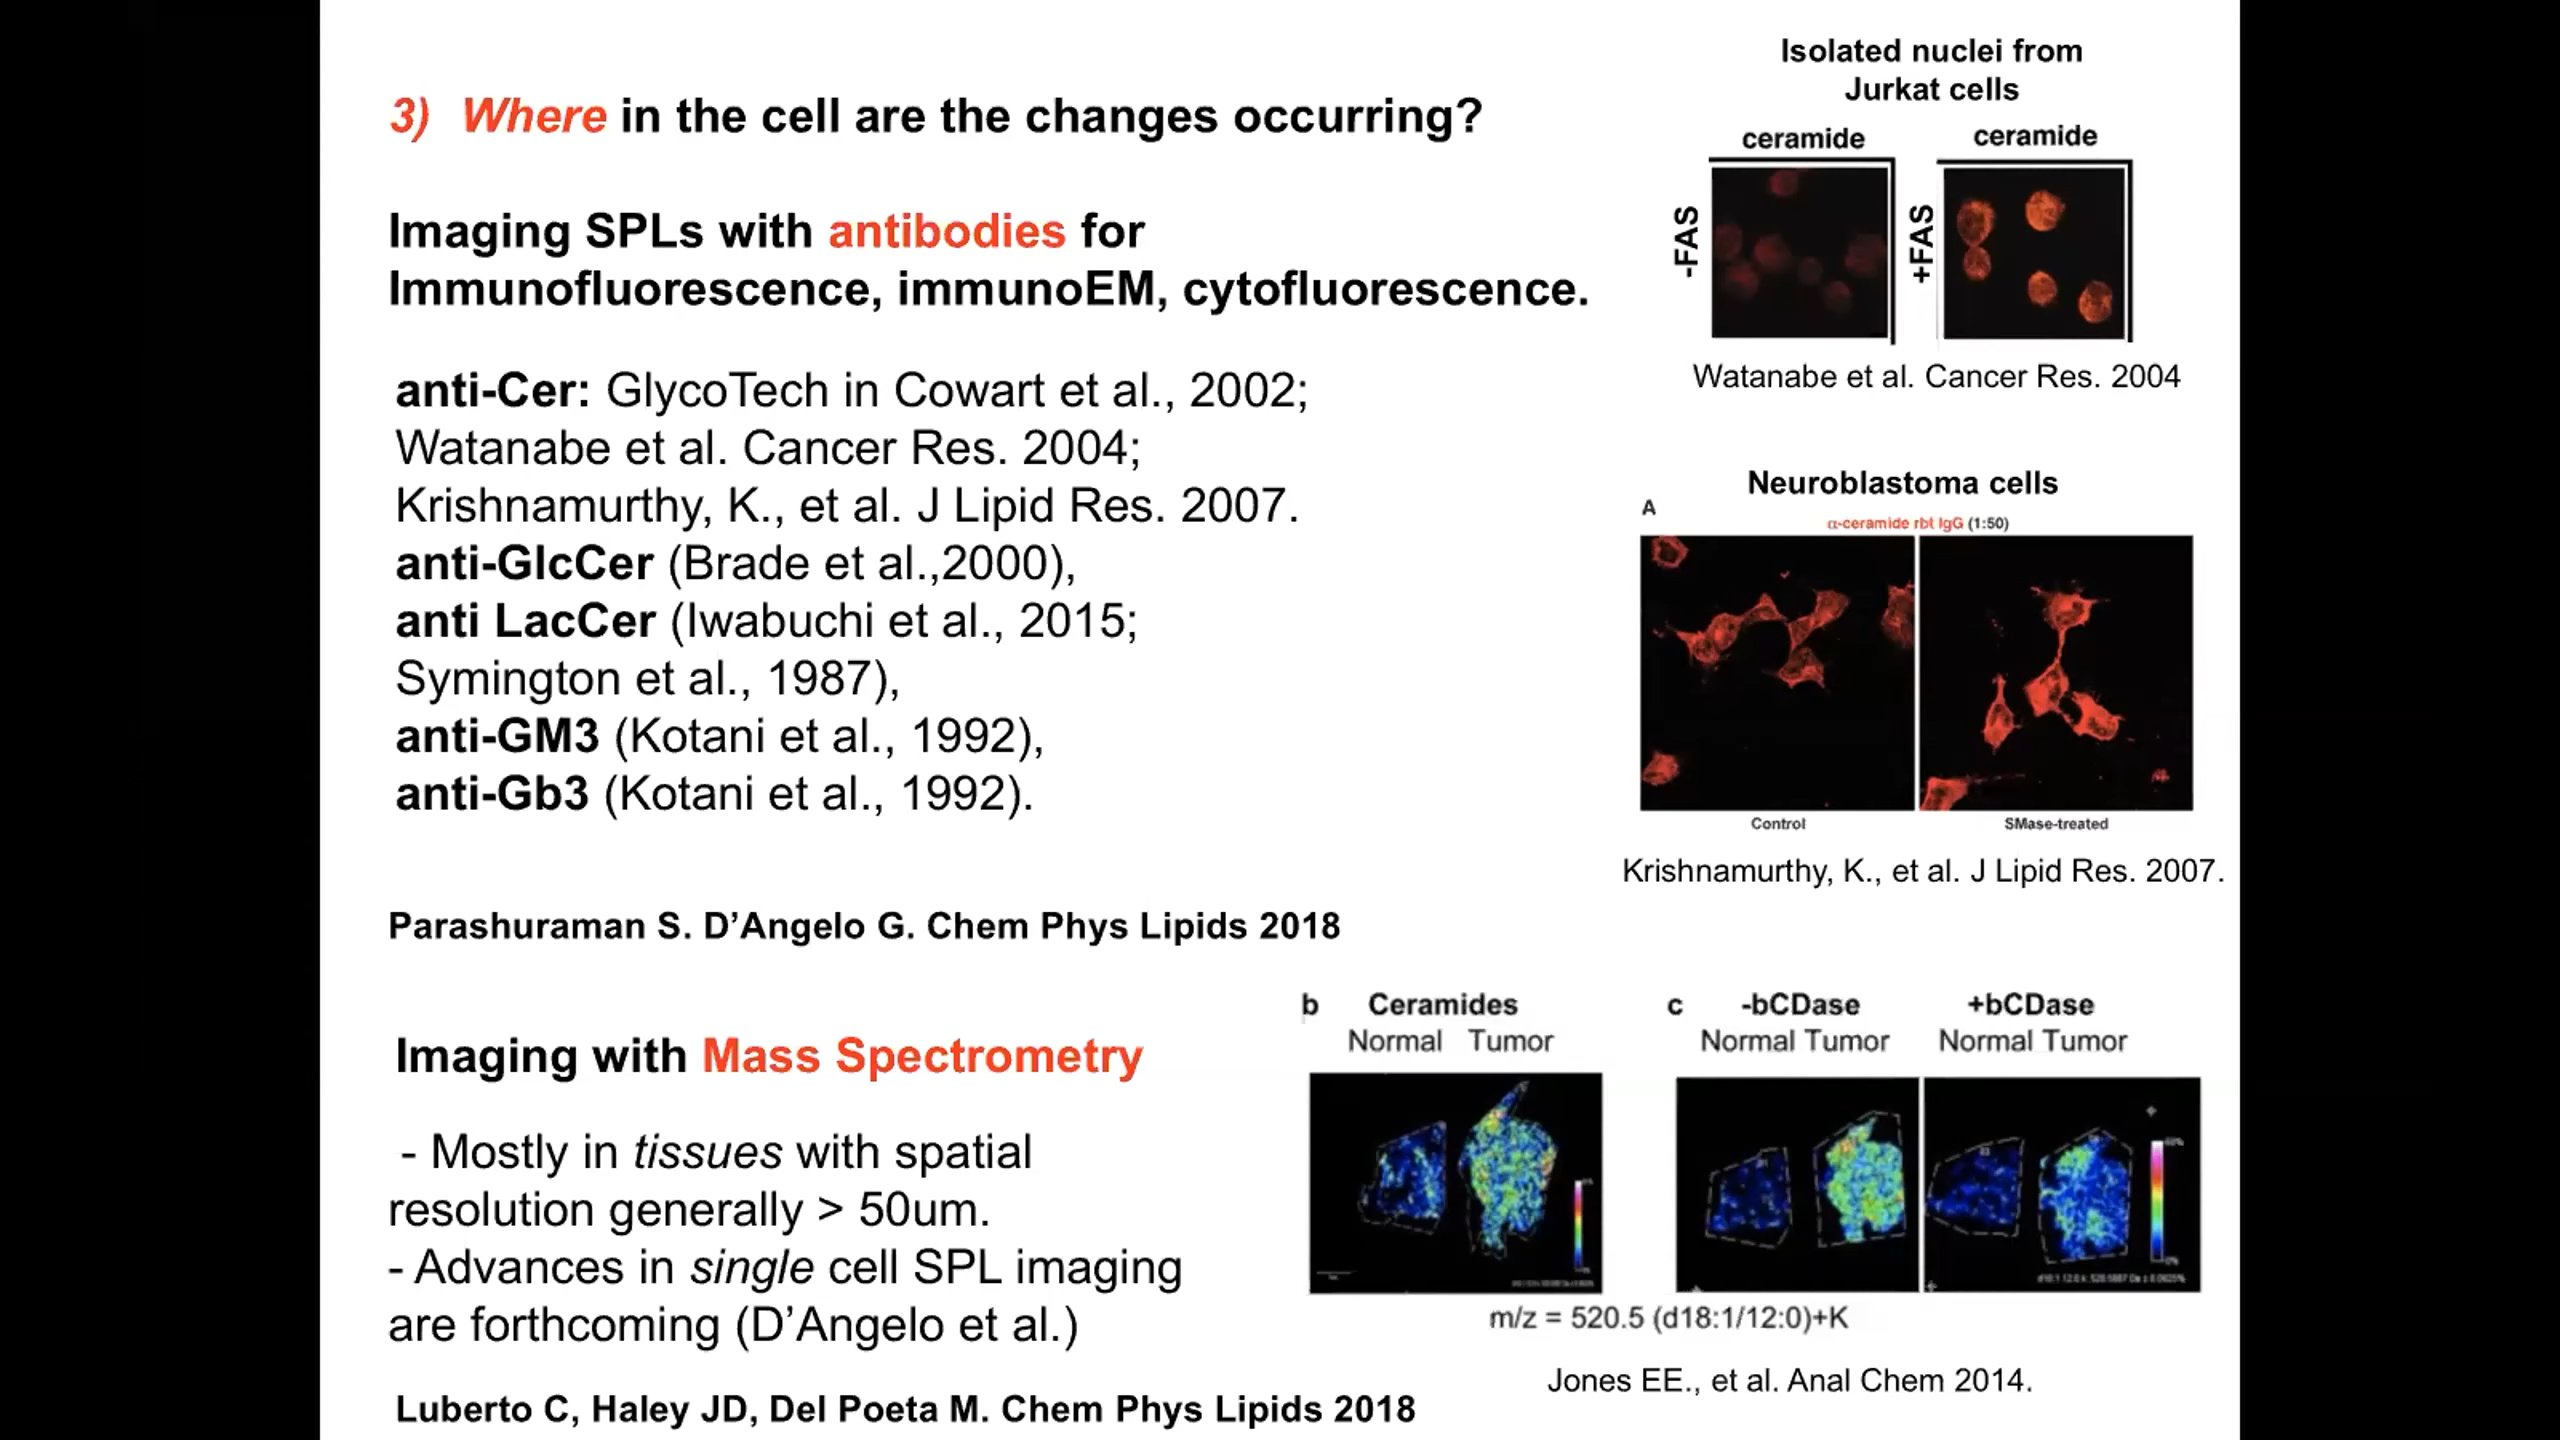 3) Where in the cell are the changes occurring?
Imaging SPLs with antibodies for
Immunofluorescence, immunoEM, cytofluorescence.
anti-Cer: GlycoTech in Cowart et al., 2002;
Watanabe et al. Cancer Res. 2004;
Krishnamurthy, K., et al. J Lipid Res. 2007.
anti-GlcCer (Brade et al.,2000),
anti LacCer (Iwabuchi et al., 2015;
Symington et al., 1987),
anti-GM3 (Kotani et al., 1992),
anti-Gb3 (Kotani et al., 1992).
Parashuraman S. D’Angelo G. Chem Phys Lipids 2018
Imaging with Mass Spectrometry
- Mostly in tissues with spatial
resolution generally > 50um.
- Advances in single cell SPL imaging
are forthcoming (D’Angelo et al.)
Luberto C, Haley JD, Del Poeta M. Chem Phys Lipids 2018
Isolated nuclei from
Jurkat cells
ceramide ceramide
-FAS +FAS
Watanabe et al. Cancer Res. 2004
Neuroblastoma cells
A
α-ceramide rbt IgG (1:50)
Control SMase-treated
Krishnamurthy, K., et al. J Lipid Res. 2007.
b Ceramides c -bCDase +bCDase
Normal Tumor Normal Tumor Normal Tumor
m/z = 520.5 (d18:1/12:0)+K
Jones EE., et al. Anal Chem 2014.